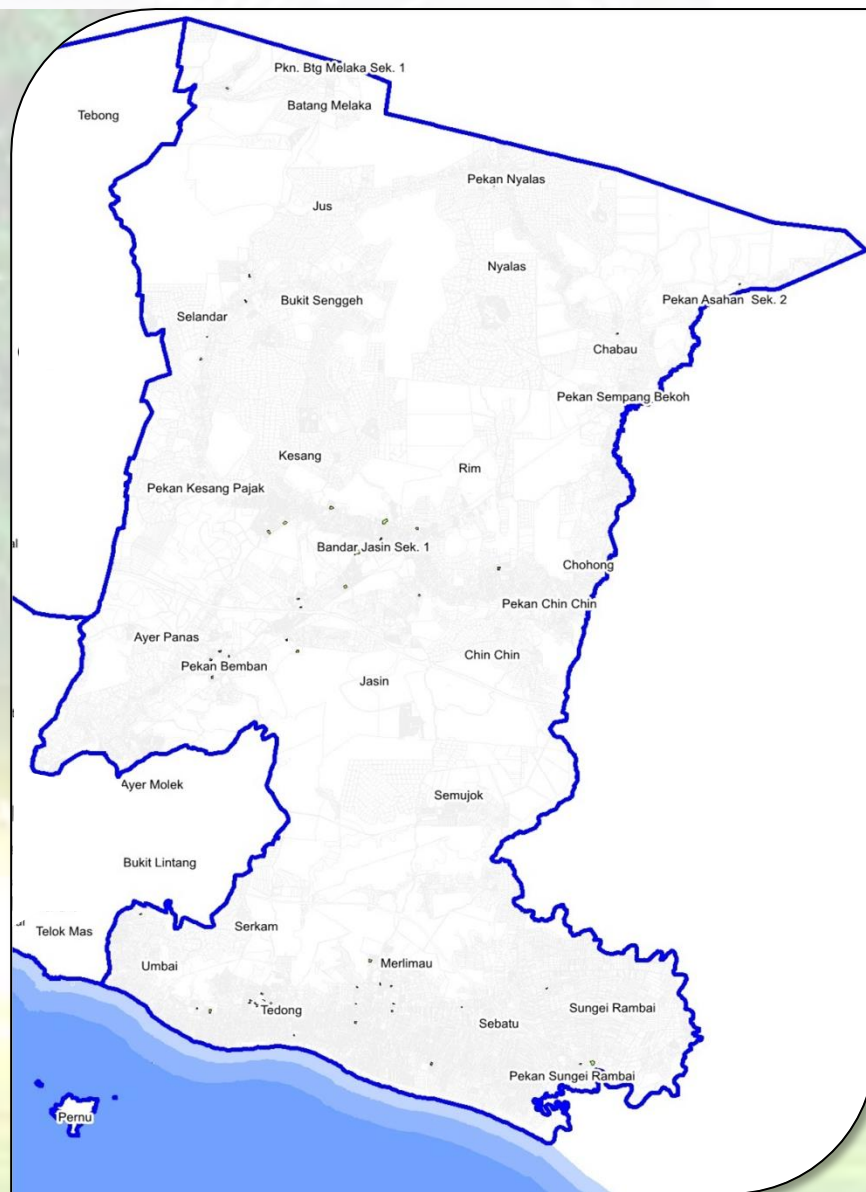 Pkn. Btg Melaka Sek. 1
Batang Melaka
Tebong
Pekan Nyalas
Jus
Nyalas
Bukit Senggeh
Pekan Asahan Sek. 2
Selandar
Chabau
Pekan Sempang Bekoh
Kesang
Rim
Pekan Kesang Pajak
Bandar Jasin Sek. 1
Chohong
Pekan Chin Chin
Ayer Panas
Chin Chin
Pekan Bemban
Jasin
Ayer Molek
Semujok
Bukit Lintang
Serkam
Telok Mas
Merlimau
Umbai
Tedong
Sungei Rambai
Sebatu
Pekan Sungei Rambai
Pernu